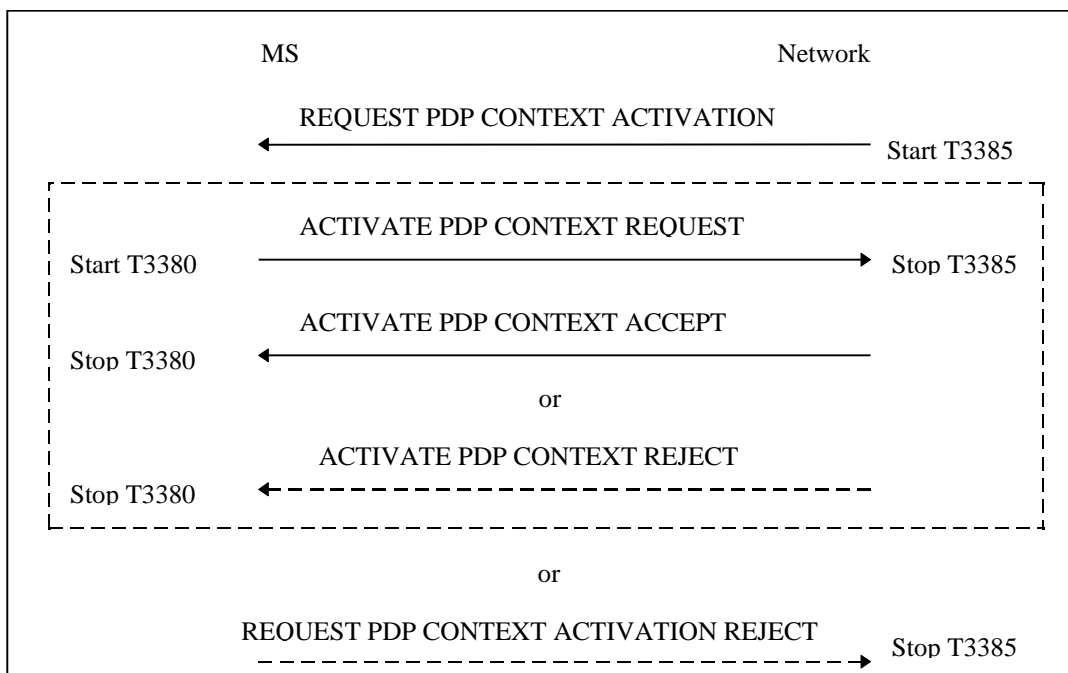 MS Network
REQUEST PDP CONTEXT ACTIVATION
Start T3385
ACTIVATE PDP CONTEXT REQUEST
Start T3380 Stop T3385
ACTIVATE PDP CONTEXT ACCEPT
Stop T3380
or
ACTIVATE PDP CONTEXT REJECT
Stop T3380
or
REQUEST PDP CONTEXT ACTIVATION REJECT
Stop T3385